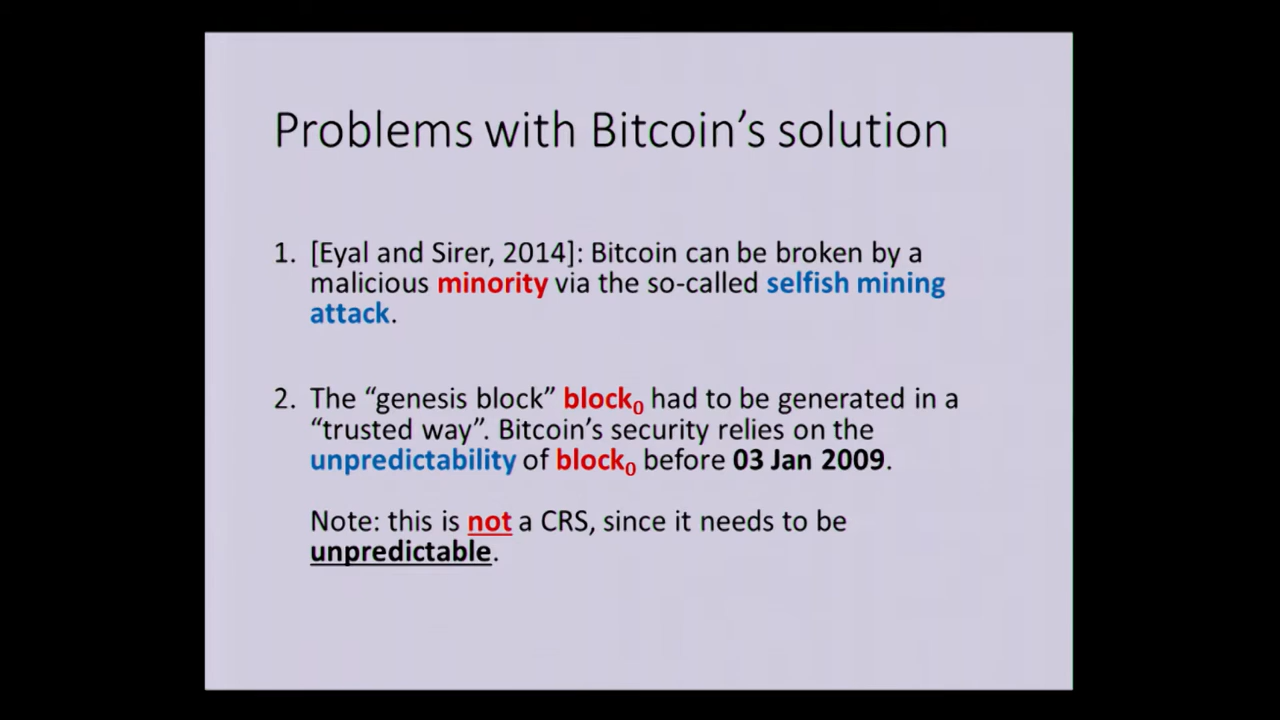 Problems with Bitcoin’s solution
1. [Eyal and Sirer, 2014]: Bitcoin can be broken by a
malicious minority via the so-called selfish mining
attack.
2. The “genesis block” block₀ had to be generated in a
“trusted way”. Bitcoin’s security relies on the
unpredictability of block₀ before 03 Jan 2009.
Note: this is not a CRS, since it needs to be
unpredictable.